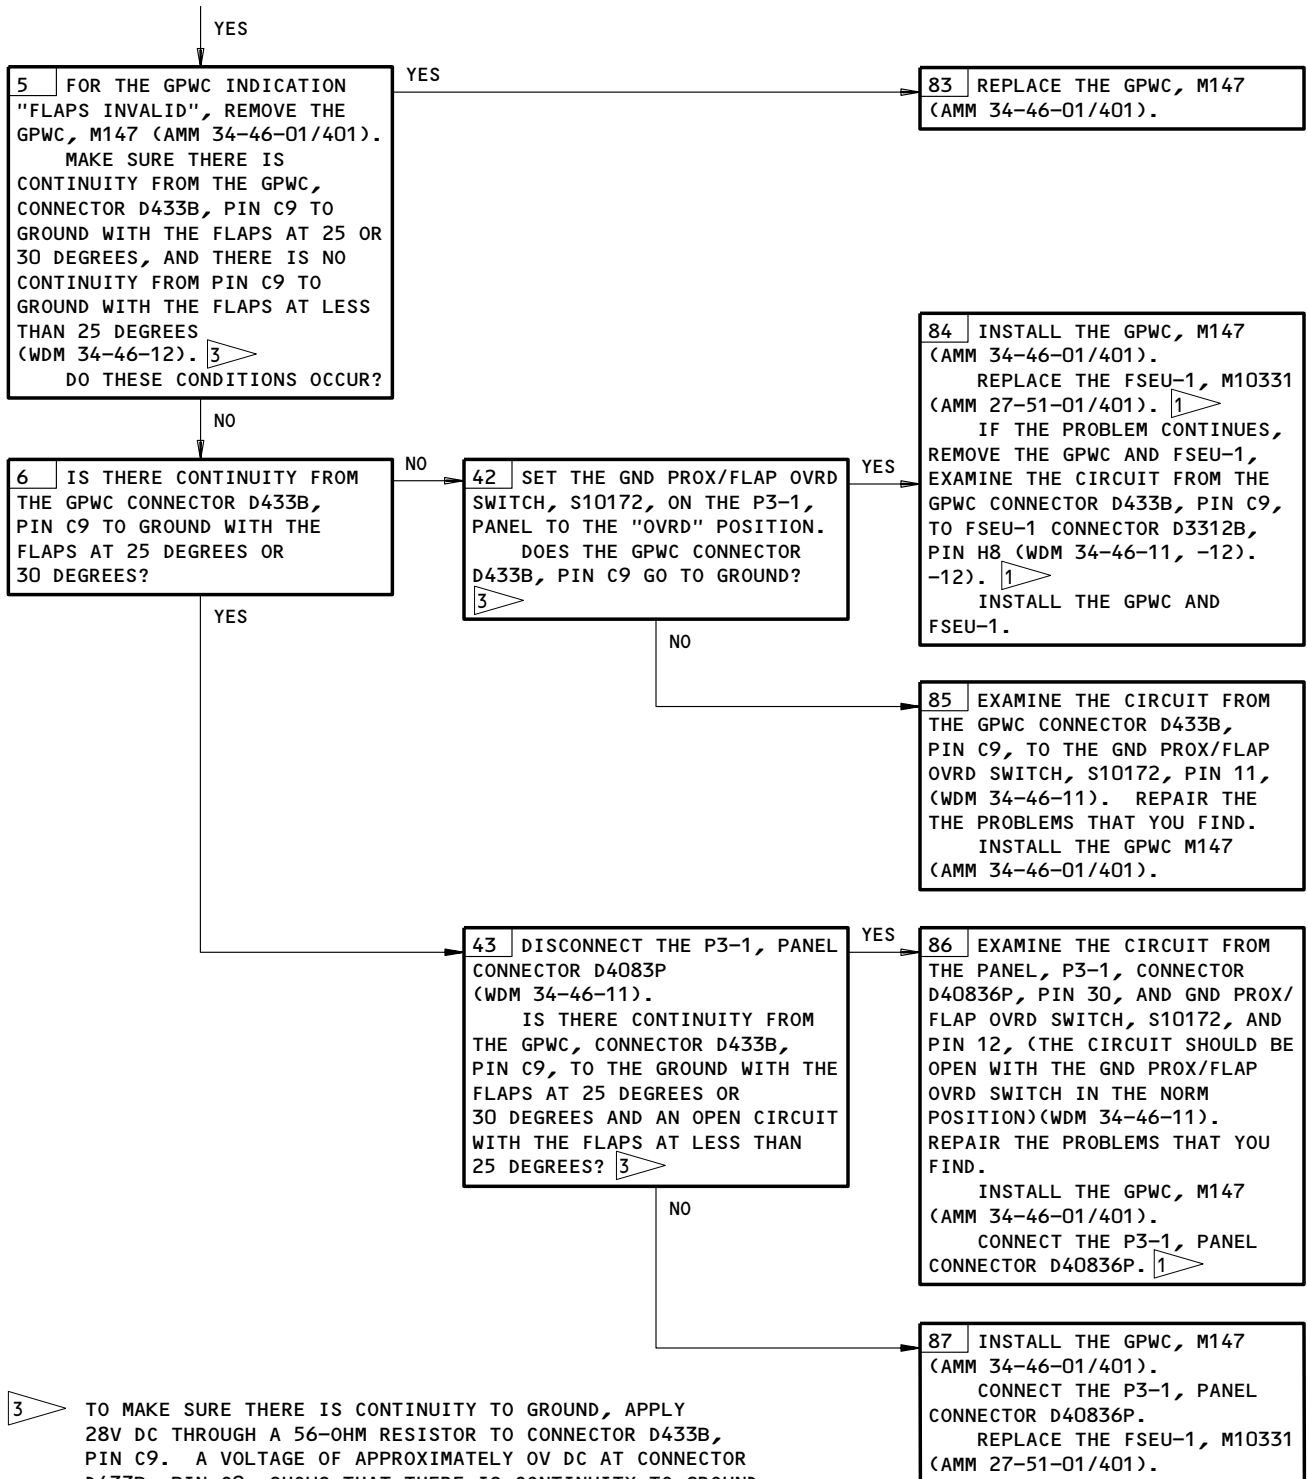 YES
5 FOR THE GPWC INDICATION
"FLAPS INVALID", REMOVE THE
GPWC, M147 (AMM 34-46-01/401).
MAKE SURE THERE IS
CONTINUITY FROM THE GPWC,
CONNECTOR D433B, PIN C9 TO
GROUND WITH THE FLAPS AT 25 OR
30 DEGREES, AND THERE IS NO
CONTINUITY FROM PIN C9 TO
GROUND WITH THE FLAPS AT LESS
THAN 25 DEGREES
(WDM 34-46-12). 3
DO THESE CONDITIONS OCCUR?
YES
83 REPLACE THE GPWC, M147
(AMM 34-46-01/401).
NO
6 IS THERE CONTINUITY FROM
THE GPWC CONNECTOR D433B,
PIN C9 TO GROUND WITH THE
FLAPS AT 25 DEGREES OR
30 DEGREES?
NO
42 SET THE GND PROX/FLAP OVRD
SWITCH, S10172, ON THE P3-1,
PANEL TO THE "OVRD" POSITION.
DOES THE GPWC CONNECTOR
D433B, PIN C9 GO TO GROUND?
3
YES
84 INSTALL THE GPWC, M147
(AMM 34-46-01/401).
REPLACE THE FSEU-1, M10331
(AMM 27-51-01/401). 1
IF THE PROBLEM CONTINUES,
REMOVE THE GPWC AND FSEU-1,
EXAMINE THE CIRCUIT FROM THE
GPWC CONNECTOR D433B, PIN C9,
TO FSEU-1 CONNECTOR D3312B,
PIN H8 (WDM 34-46-11, -12).
-12). 1
INSTALL THE GPWC AND
FSEU-1.
NO
85 EXAMINE THE CIRCUIT FROM
THE GPWC CONNECTOR D433B,
PIN C9, TO THE GND PROX/FLAP
OVRD SWITCH, S10172, PIN 11,
(WDM 34-46-11). REPAIR THE
THE PROBLEMS THAT YOU FIND.
INSTALL THE GPWC M147
(AMM 34-46-01/401).
YES
43 DISCONNECT THE P3-1, PANEL
CONNECTOR D4083P
(WDM 34-46-11).
IS THERE CONTINUITY FROM
THE GPWC, CONNECTOR D433B,
PIN C9, TO THE GROUND WITH THE
FLAPS AT 25 DEGREES OR
30 DEGREES AND AN OPEN CIRCUIT
WITH THE FLAPS AT LESS THAN
25 DEGREES? 3
YES
86 EXAMINE THE CIRCUIT FROM
THE PANEL, P3-1, CONNECTOR
D40836P, PIN 30, AND GND PROX/
FLAP OVRD SWITCH, S10172, AND
PIN 12, (THE CIRCUIT SHOULD BE
OPEN WITH THE GND PROX/FLAP
OVRD SWITCH IN THE NORM
POSITION)(WDM 34-46-11).
REPAIR THE PROBLEMS THAT YOU
FIND.
INSTALL THE GPWC, M147
(AMM 34-46-01/401).
CONNECT THE P3-1, PANEL
CONNECTOR D40836P. 1
NO
87 INSTALL THE GPWC, M147
(AMM 34-46-01/401).
CONNECT THE P3-1, PANEL
CONNECTOR D40836P.
REPLACE THE FSEU-1, M10331
(AMM 27-51-01/401).
3 TO MAKE SURE THERE IS CONTINUITY TO GROUND, APPLY
28V DC THROUGH A 56-OHM RESISTOR TO CONNECTOR D433B,
PIN C9. A VOLTAGE OF APPROXIMATELY 0V DC AT CONNECTOR
D433B, PIN C9, SHOWS THAT THERE IS CONTINUITY TO GROUND